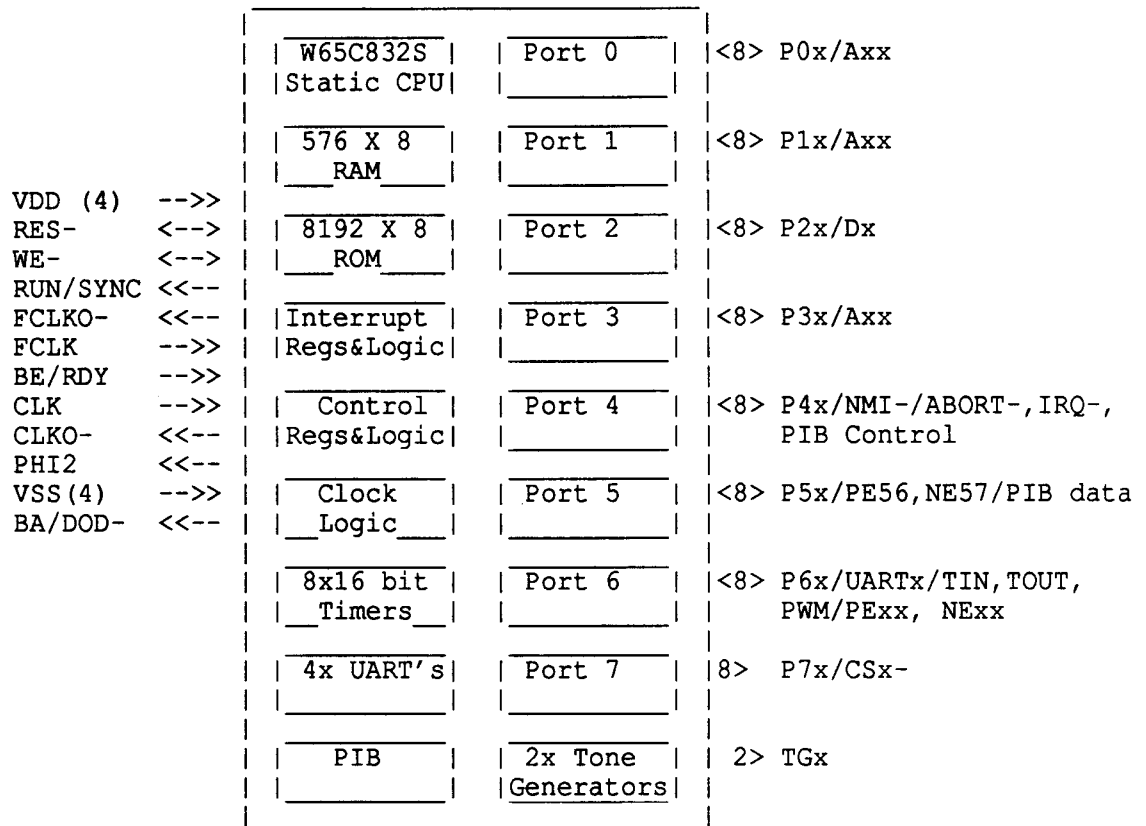 W65C832S Port 0 <8> P0x/Axx
Static CPU
576 X 8 Port 1 <8> P1x/Axx
RAM
VDD (4) -->>
RES- <--> 8192 X 8 Port 2 <8> P2x/Dx
WE- <--> ROM
RUN/SYNC <<--
FCLKO- <<-- Interrupt Port 3 <8> P3x/Axx
FCLK -->> Regs&Logic
BE/RDY -->>
CLK -->> Control Port 4 <8> P4x/NMI-/ABORT-,IRQ-,
CLKO- <<-- Regs&Logic PIB Control
PHI2 <<--
VSS(4) -->> Clock Port 5 <8> P5x/PE56,NE57/PIB data
BA/DOD- <<-- Logic
8x16 bit Port 6 <8> P6x/UARTx/TIN,TOUT,
Timers PWM/PExx, NExx
4x UART's Port 7 8> P7x/CSx-
PIB 2x Tone 2> TGx
Generators